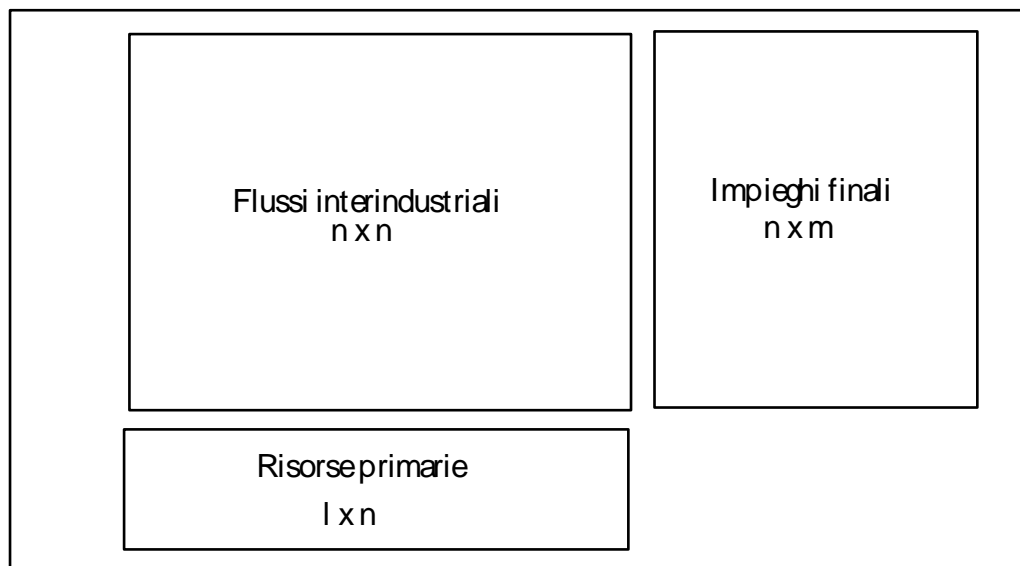 Flussi interindustriali
n x n
Impieghi finali
n x m
Risorse primarie
l x n